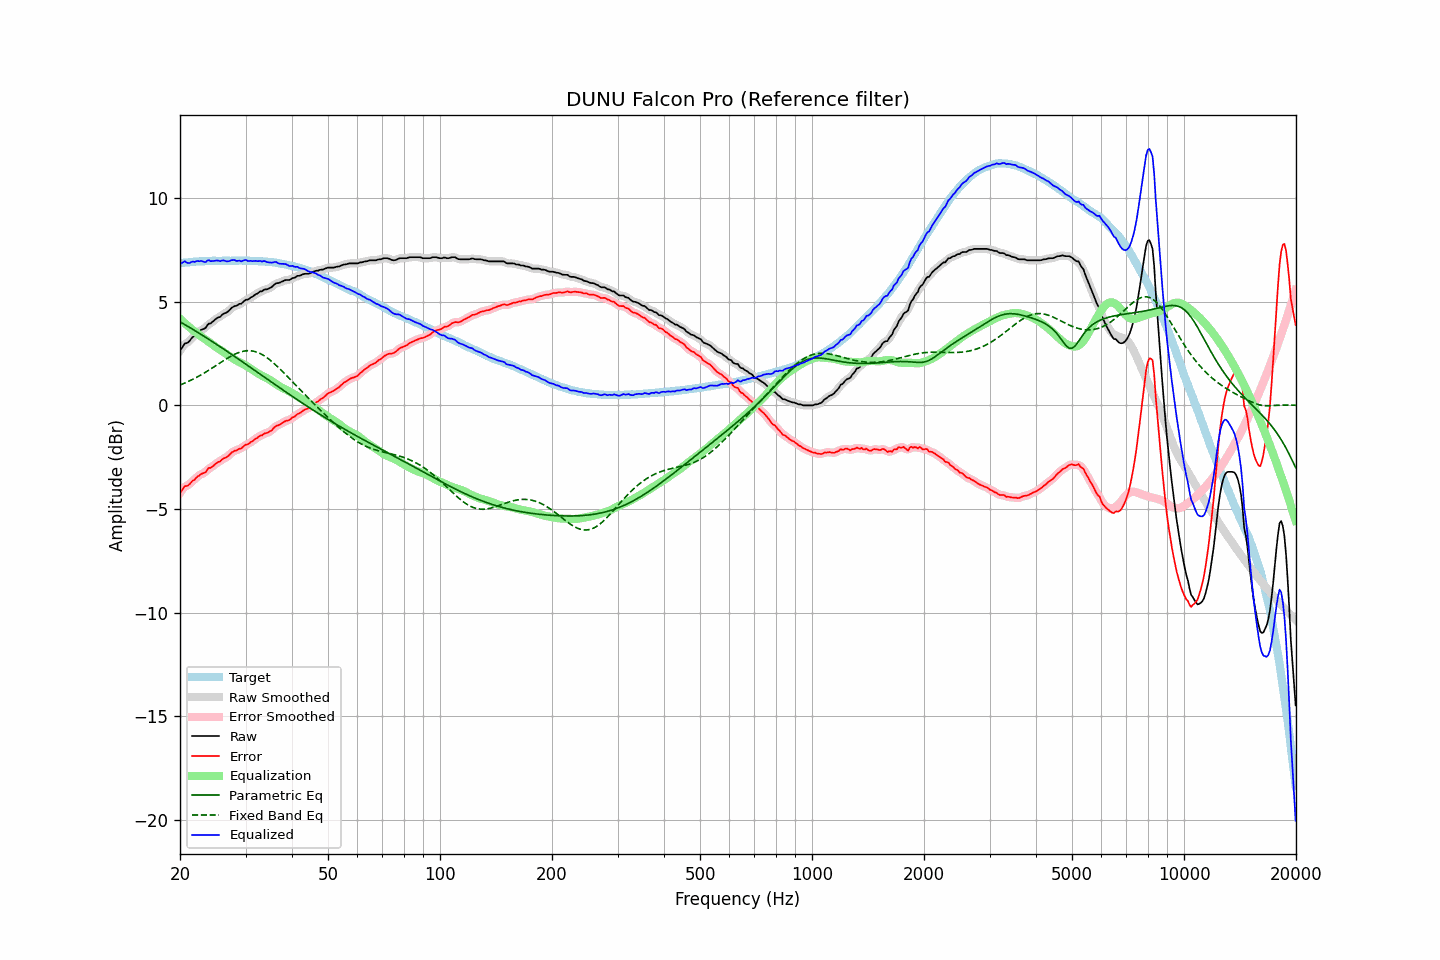 DUNU Falcon Pro (Reference filter)
Amplitude (dBr)
10
5
0
−5
−10
−15
−20
Target
Raw Smoothed
Error Smoothed
Raw
Error
Equalization
Parametric Eq
Fixed Band Eq
Equalized
20 50 100 200 500 1000 2000 5000 10000 20000
Frequency (Hz)